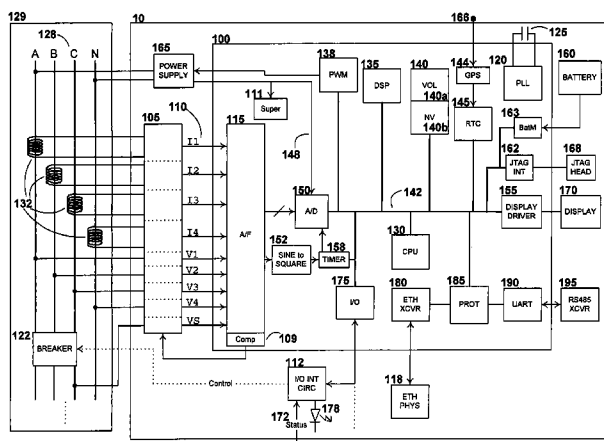 129
10
128
A B C N
165
POWER
SUPPLY
100
166
125
138
PWM
135
DSP
140
VOL
140a
NV
140b
144
GPS
145
RTC
120
PLL
160
BATTERY
111
Super
163
BatM
105
110
115
148
162
JTAG
INT
168
JTAG
HEAD
I1
I2
I3
I4
V1
V2
V3
V4
VS
132
A/F
150
A/D
142
155
DISPLAY
DRIVER
170
DISPLAY
152
SINE to
SQUARE
158
TIMER
130
CPU
175
I/O
180
ETH
XCVR
185
PROT
190
UART
195
RS485
XCVR
122
BREAKER
Comp
109
112
I/O INT
CIRC
Control
172
Status
178
118
ETH
PHYS